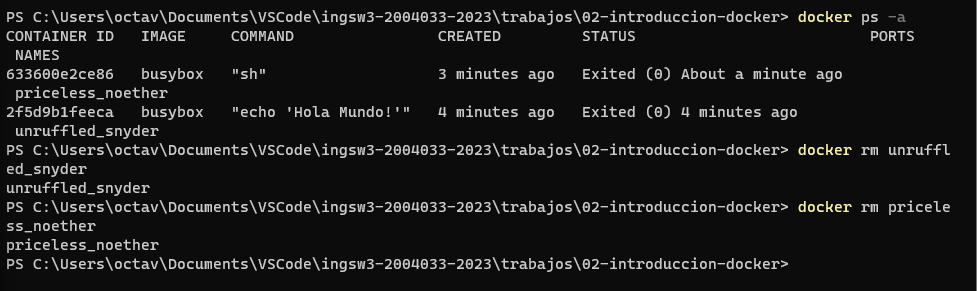 PS C:\Users\octav\Documents\VSCode\ingsw3-2004033-2023\trabajos\02-introduccion-docker> docker ps -a
CONTAINER ID   IMAGE     COMMAND                CREATED         STATUS                          PORTS
 NAMES
633600e2ce86   busybox   "sh"                   3 minutes ago   Exited (0) About a minute ago
 priceless_noether
2f5d9b1feeca   busybox   "echo 'Hola Mundo!'"   4 minutes ago   Exited (0) 4 minutes ago
 unruffled_snyder
PS C:\Users\octav\Documents\VSCode\ingsw3-2004033-2023\trabajos\02-introduccion-docker> docker rm unruffl
ed_snyder
unruffled_snyder
PS C:\Users\octav\Documents\VSCode\ingsw3-2004033-2023\trabajos\02-introduccion-docker> docker rm pricele
ss_noether
priceless_noether
PS C:\Users\octav\Documents\VSCode\ingsw3-2004033-2023\trabajos\02-introduccion-docker>